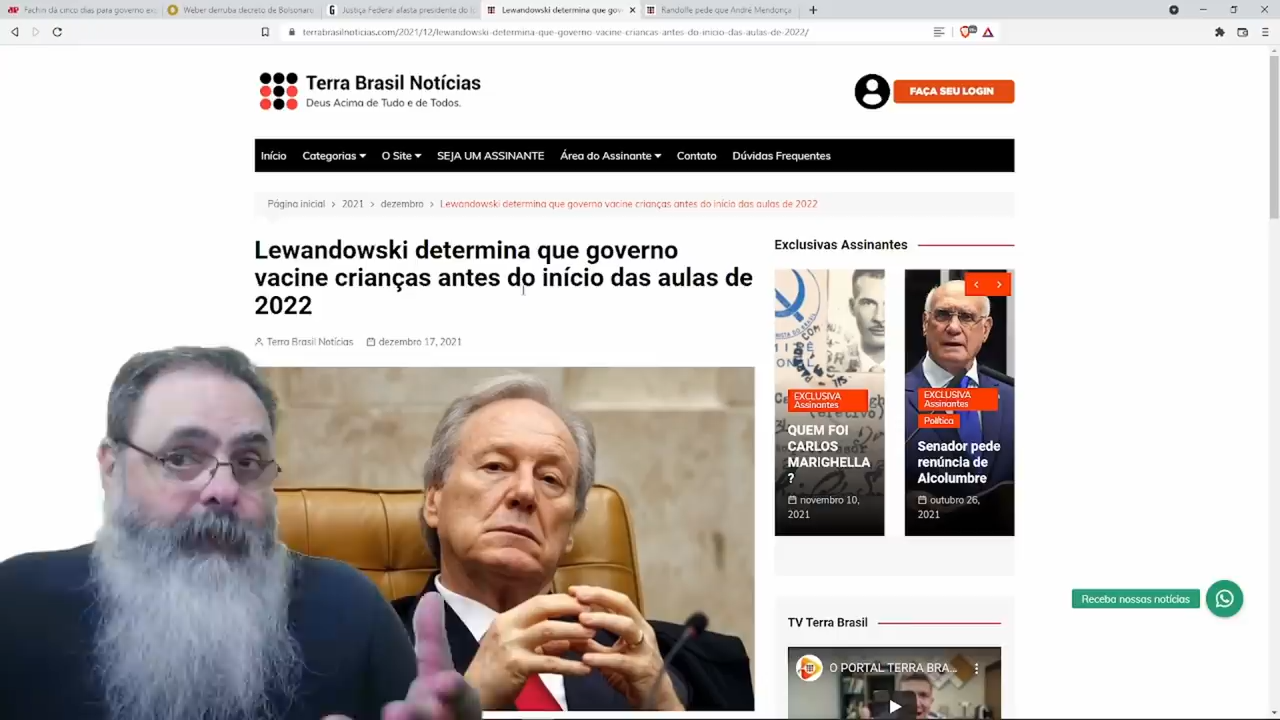 Fachin dá cinco dias para governo ex
Weber derruba decreto de Bolsonaro
Justiça Federal afasta presidente do I
Lewandowski determina que gov
Randolfe pede que André Mendonça
terrabrasilnoticias.com/2021/12/lewandowski-determina-que-governo-vacine-criancas-antes-do-inicio-das-aulas-de-2022/
Terra Brasil Notícias
Deus Acima de Tudo e de Todos.
FAÇA SEU LOGIN
Início Categorias O Site SEJA UM ASSINANTE Área do Assinante Contato Dúvidas Frequentes
Página inicial > 2021 > dezembro > Lewandowski determina que governo vacine crianças antes do início das aulas de 2022
Lewandowski determina que governo
vacine crianças antes do início das aulas de
2022
Terra Brasil Notícias dezembro 17, 2021
Exclusivas Assinantes
EXCLUSIVA
Assinantes
QUEM FOI
CARLOS
MARIGHELLA
?
novembro 10,
2021
EXCLUSIVA
Assinantes
Política
Senador pede
renúncia de
Alcolumbre
outubro 26,
2021
Receba nossas notícias
TV Terra Brasil
O PORTAL TERRA BRA...